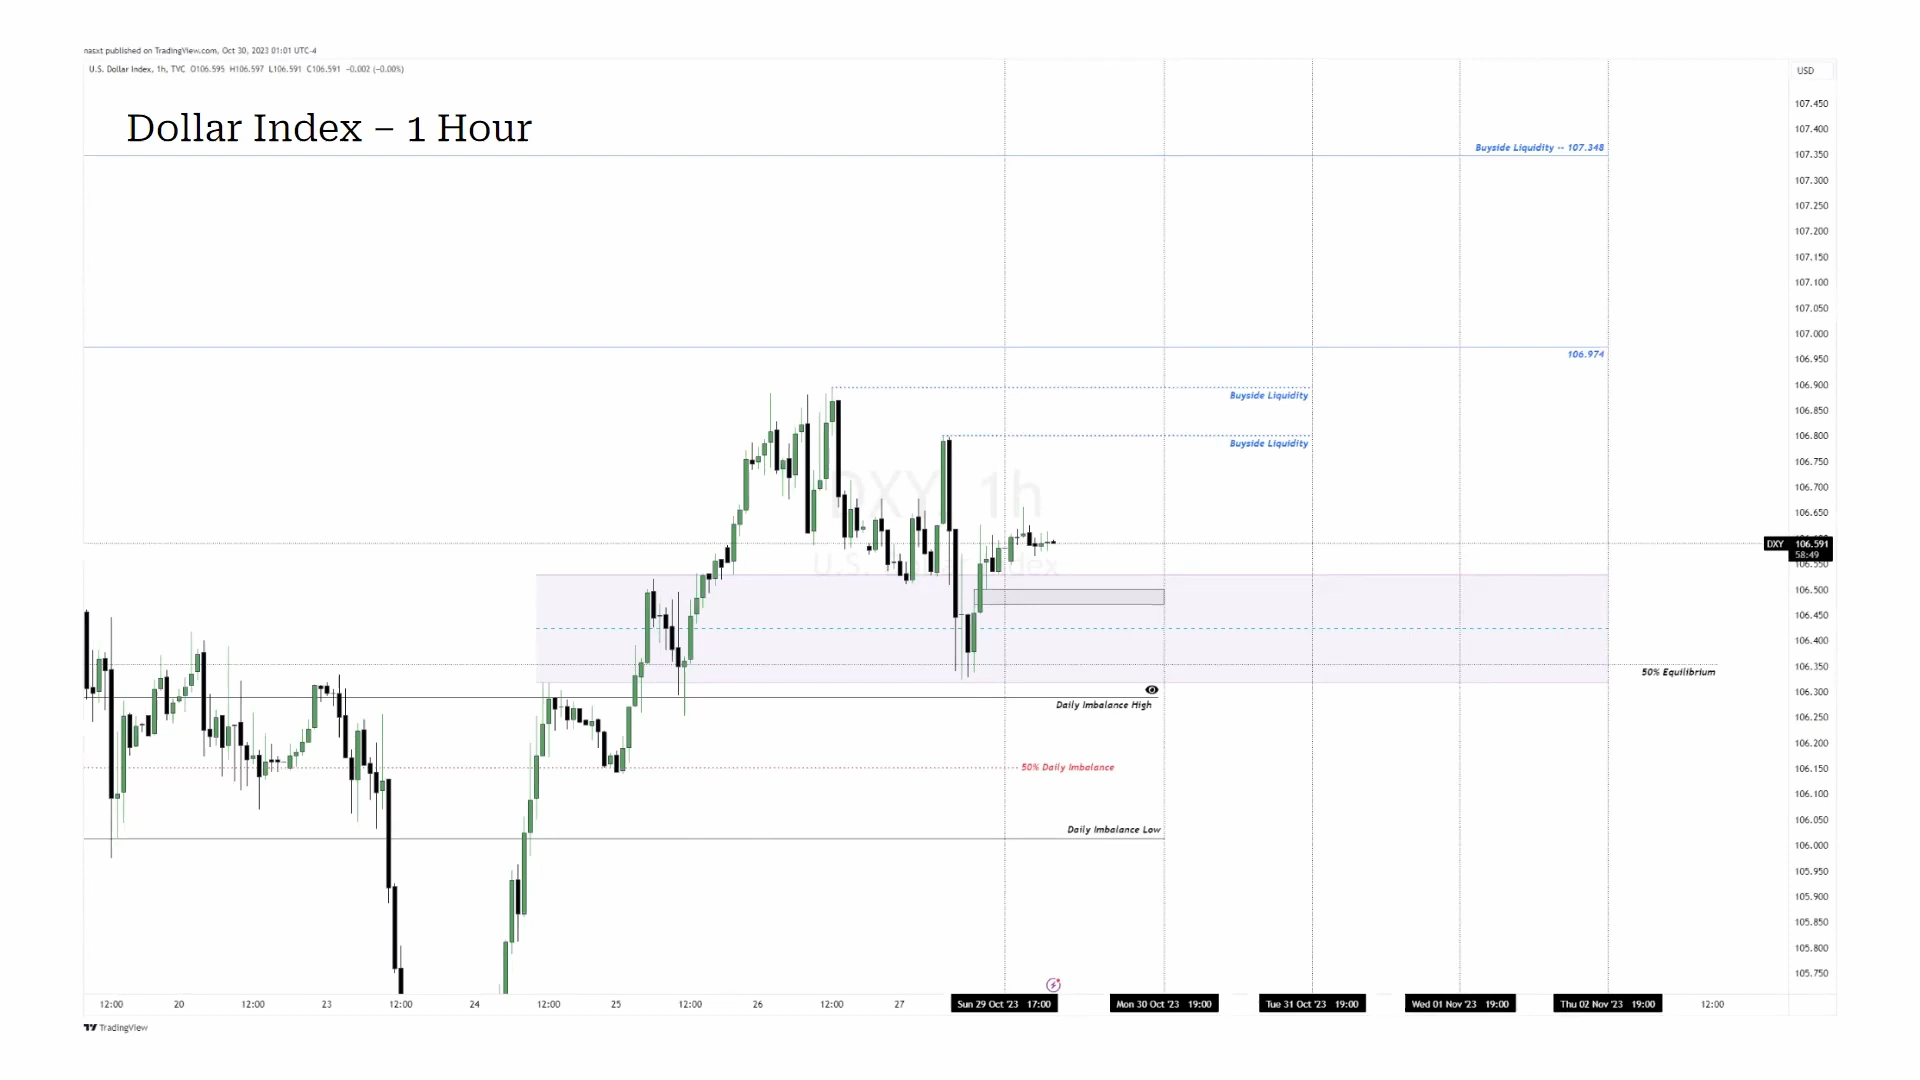 nasxt published on TradingView.com, Oct 30, 2023 01:01 UTC-4
U.S. Dollar Index, 1h, TVC O106.595 H106.597 L106.591 C106.591 -0.002 (-0.00%)
USD
Dollar Index – 1 Hour
107.450
107.400
Buyside Liquidity -- 107.348
107.350
107.300
107.250
107.200
107.150
107.100
107.050
107.000
106.974
106.950
106.900
Buyside Liquidity
106.850
106.800
Buyside Liquidity
106.750
106.700
DXY, 1h
106.650
DXY 106.591
58:49
U.S. Dollar Index
106.550
106.500
106.450
106.400
106.350
50% Equilibrium
106.300
Daily Imbalance High
106.250
106.200
50% Daily Imbalance
106.150
106.100
106.050
Daily Imbalance Low
106.000
105.950
105.900
105.850
105.800
105.750
12:00 20 12:00 23 12:00 24 12:00 25 12:00 26 12:00 27 Sun 29 Oct '23 17:00 Mon 30 Oct '23 19:00 Tue 31 Oct '23 19:00 Wed 01 Nov '23 19:00 Thu 02 Nov '23 19:00 12:00
TradingView